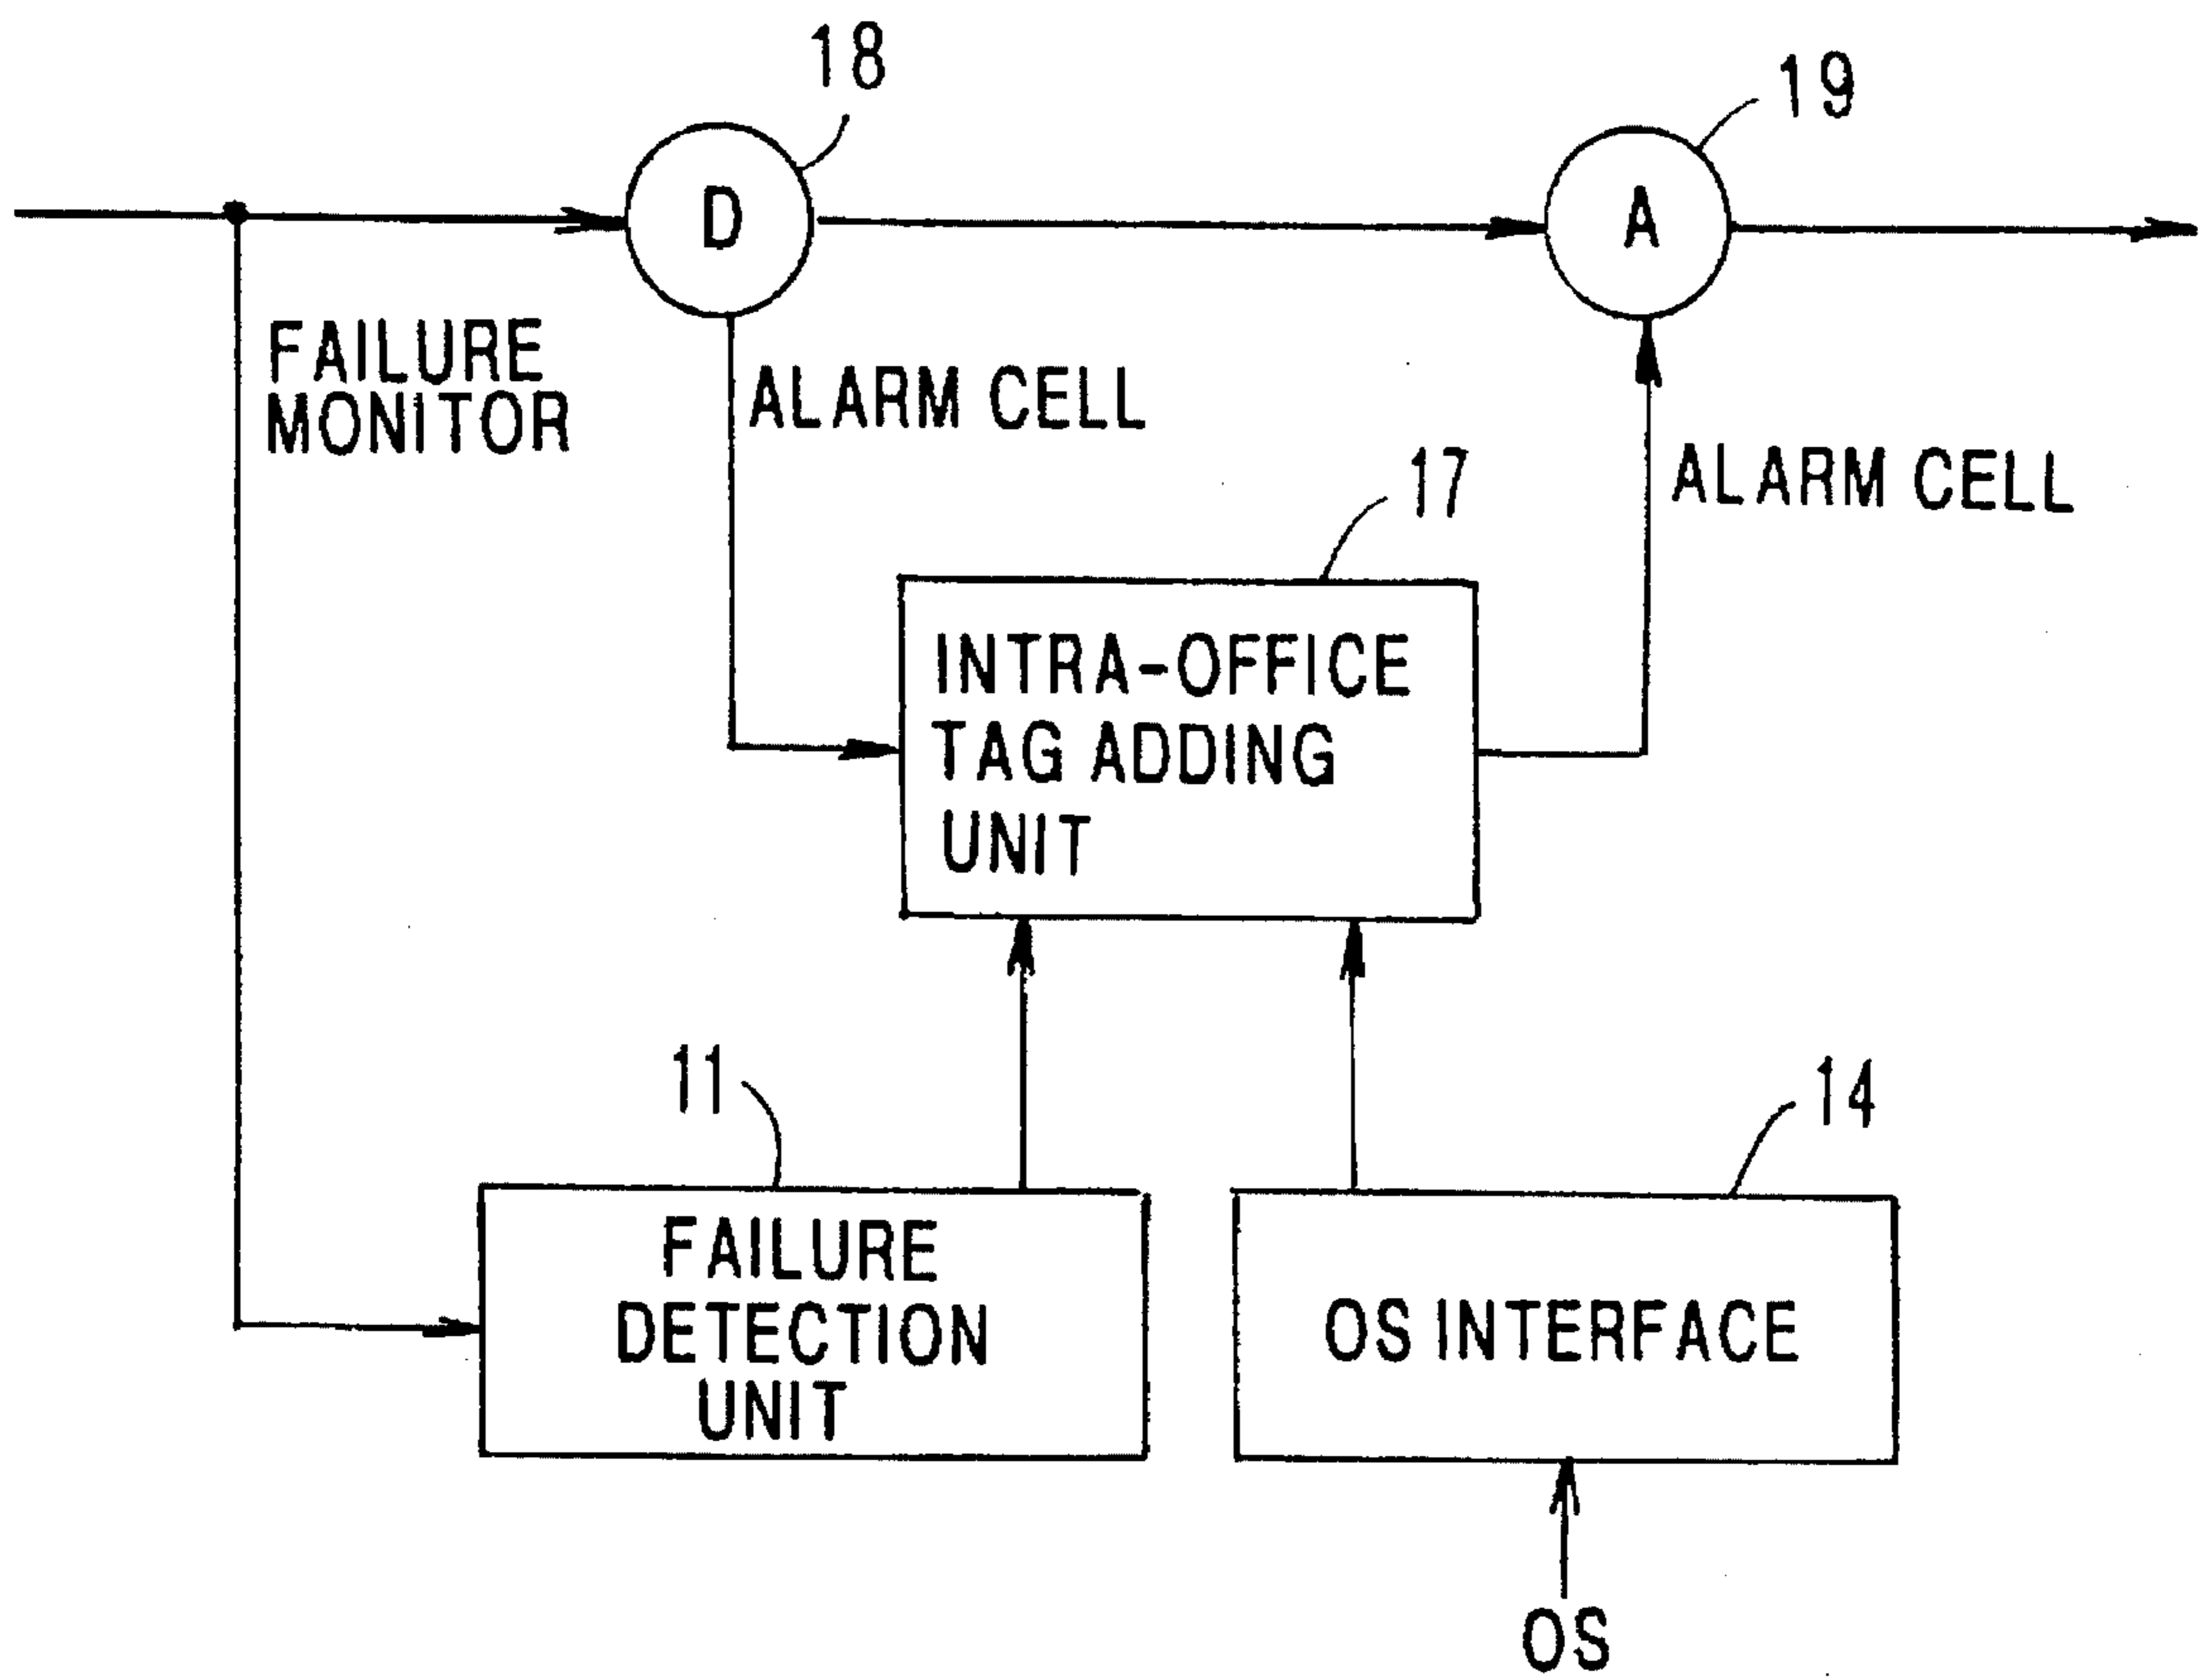 18
19
D
A
FAILURE
MONITOR
ALARM CELL
17
ALARM CELL
INTRA-OFFICE
TAG ADDING
UNIT
11
14
FAILURE
DETECTION
UNIT
OS INTERFACE
OS